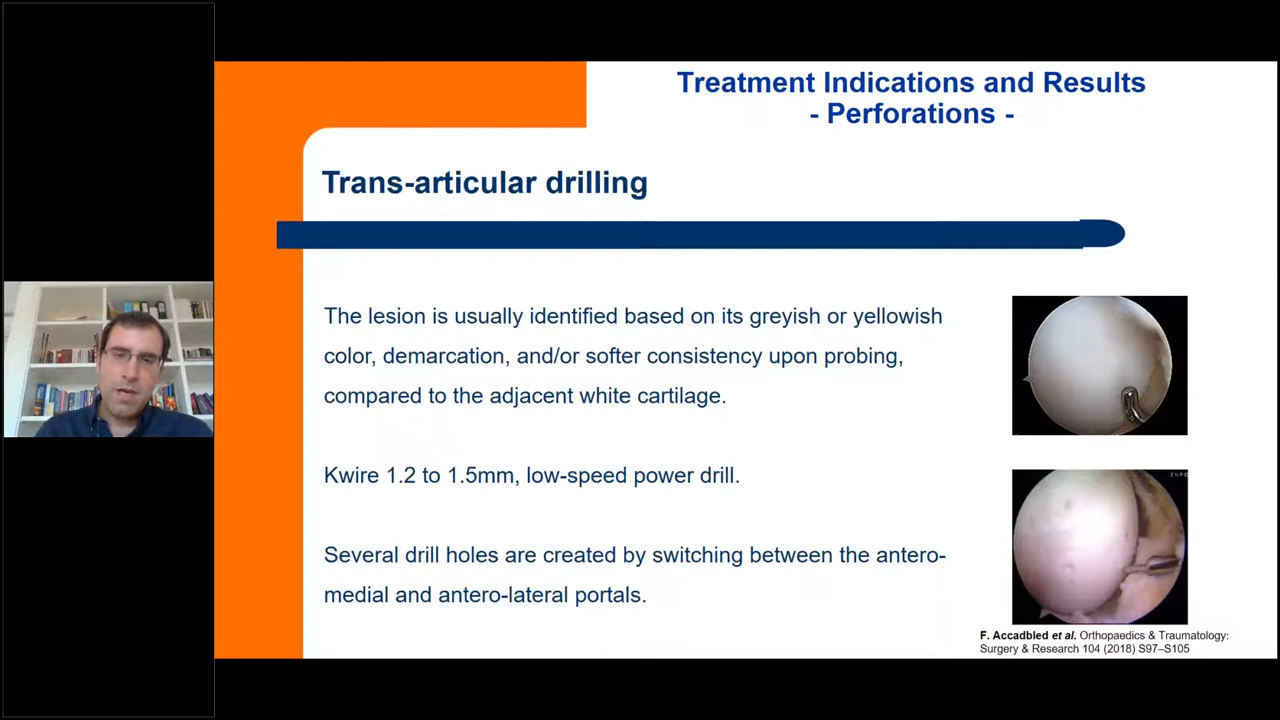 Treatment Indications and Results
- Perforations -
Trans-articular drilling
The lesion is usually identified based on its greyish or yellowish
color, demarcation, and/or softer consistency upon probing,
compared to the adjacent white cartilage.
Kwire 1.2 to 1.5mm, low-speed power drill.
Several drill holes are created by switching between the antero-
medial and antero-lateral portals.
F. Accadbled et al. Orthopaedics & Traumatology:
Surgery & Research 104 (2018) S97–S105